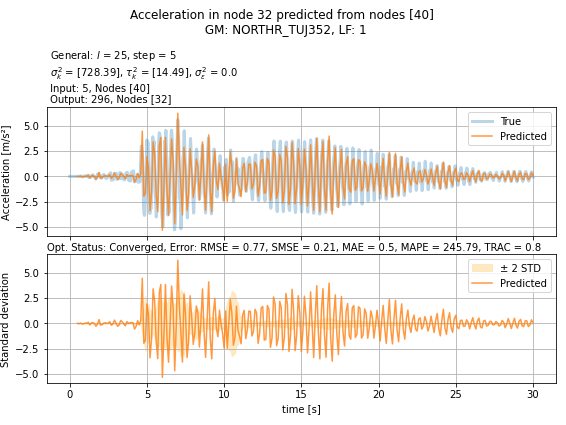 Acceleration in node 32 predicted from nodes [40]
GM: NORTHR_TUJ352, LF: 1
General: l = 25, step = 5
σ²ₖ = [728.39], τ²ₖ = [14.49], σ²ε = 0.0
Input: 5, Nodes [40]
Output: 296, Nodes [32]
Acceleration [m/s²]
5.0
2.5
0.0
−2.5
−5.0
True
Predicted
Opt. Status: Converged, Error: RMSE = 0.77, SMSE = 0.21, MAE = 0.5, MAPE = 245.79, TRAC = 0.8
Standard deviation
5.0
2.5
0.0
−2.5
−5.0
± 2 STD
Predicted
0 5 10 15 20 25 30
time [s]